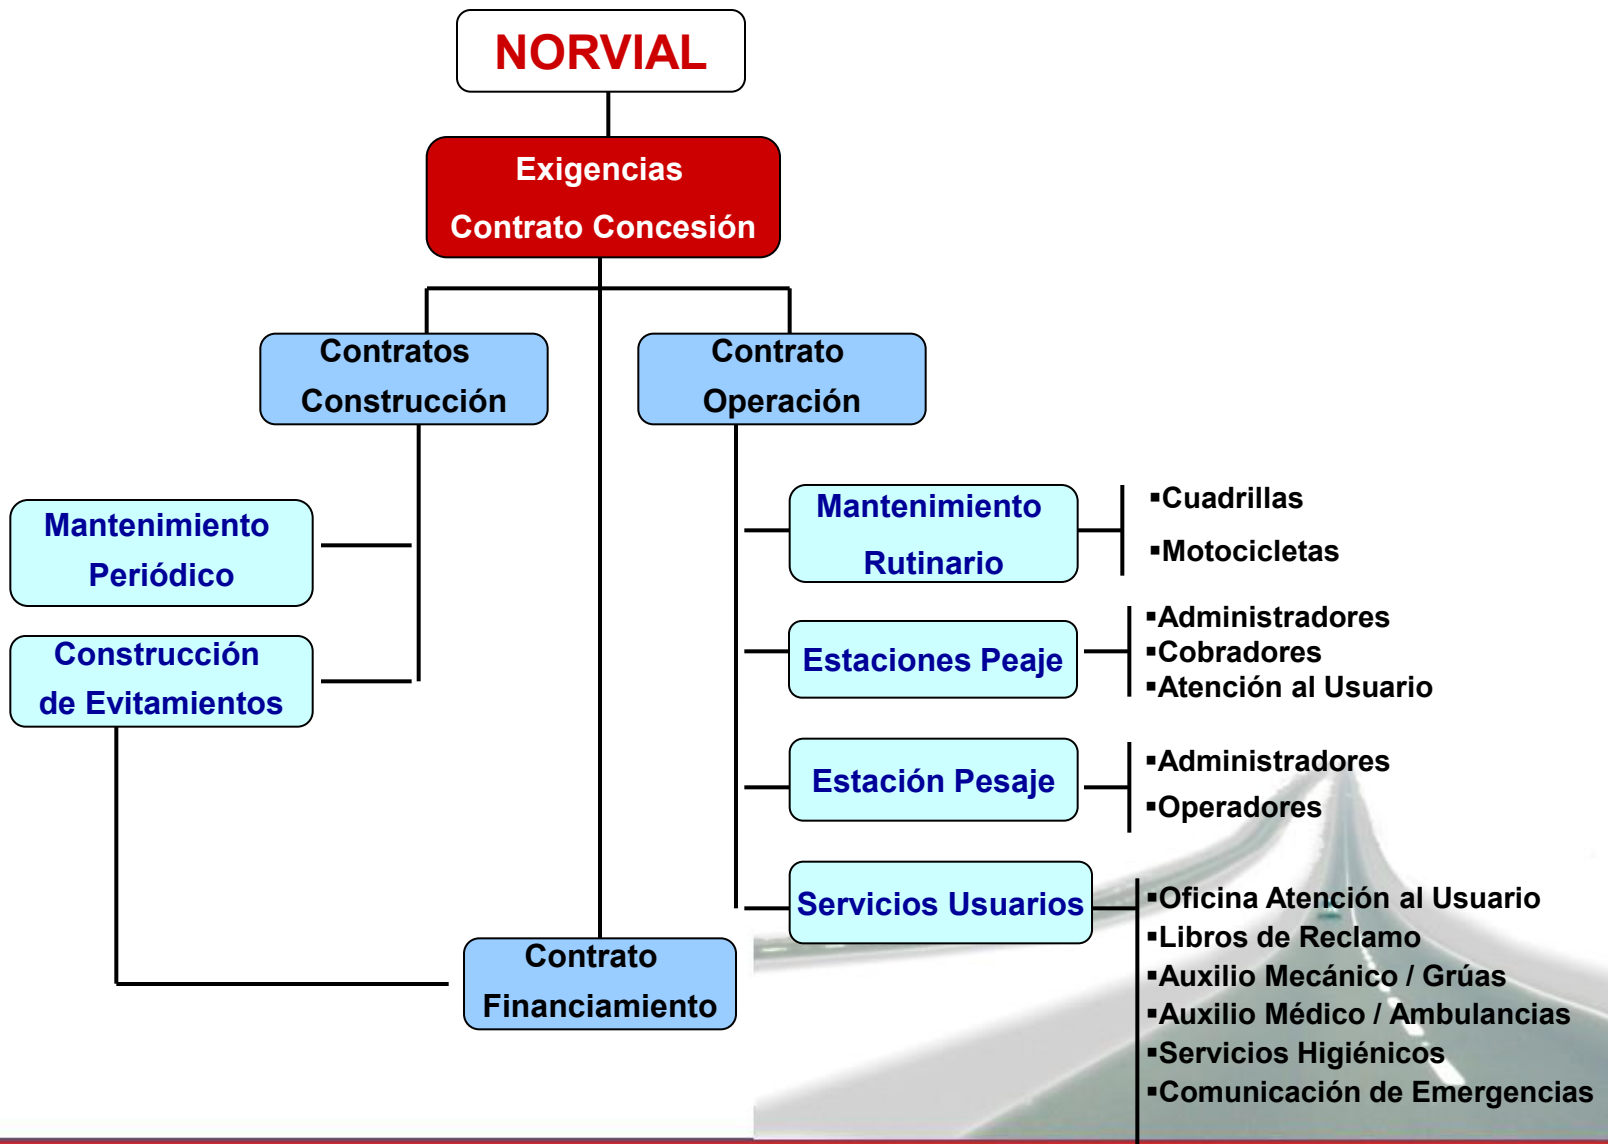 NORVIAL
Exigencias
Contrato Concesión
Contratos
Construcción
Contrato
Operación
Mantenimiento
Periódico
Construcción
de Evitamientos
Mantenimiento
Rutinario
▪Cuadrillas
▪Motocicletas
Estaciones Peaje
▪Administradores
▪Cobradores
▪Atención al Usuario
Estación Pesaje
▪Administradores
▪Operadores
Servicios Usuarios
▪Oficina Atención al Usuario
▪Libros de Reclamo
▪Auxilio Mecánico / Grúas
▪Auxilio Médico / Ambulancias
▪Servicios Higiénicos
▪Comunicación de Emergencias
Contrato
Financiamiento